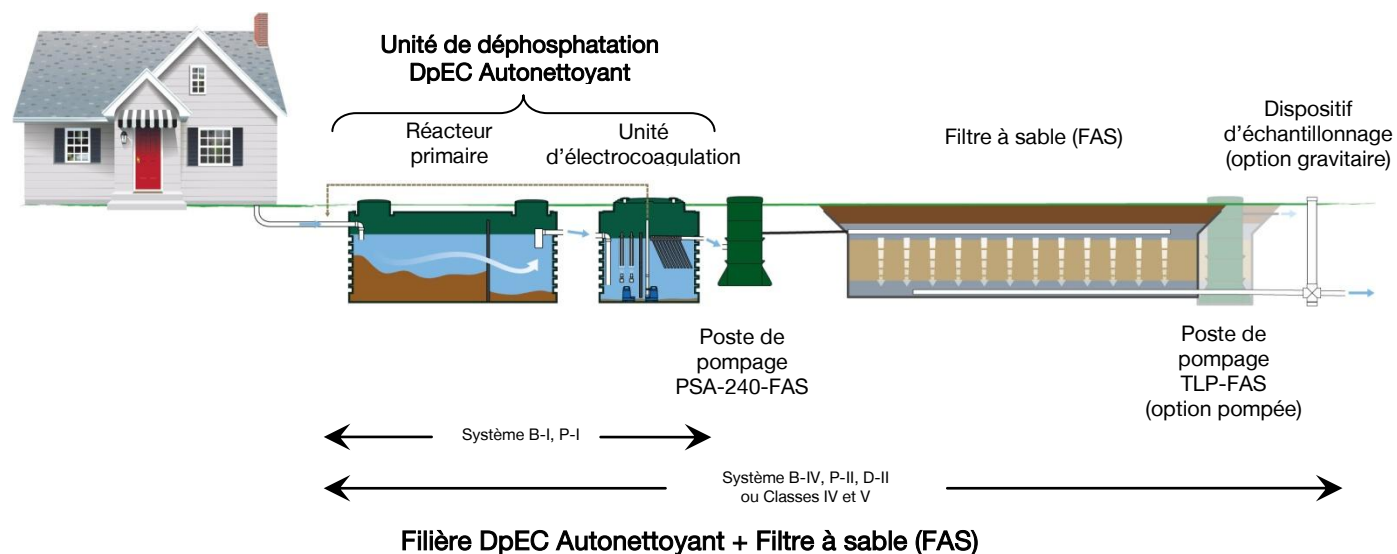 Unité de déphosphatation
DpEC Autonettoyant
Réacteur
primaire
Unité
d'électrocoagulation
Filtre à sable (FAS)
Dispositif
d'échantillonnage
(option gravitaire)
Poste de
pompage
PSA-240-FAS
Poste de
pompage
TLP-FAS
(option pompée)
Système B-I, P-I
Système B-IV, P-II, D-II
ou Classes IV et V
Filière DpEC Autonettoyant + Filtre à sable (FAS)